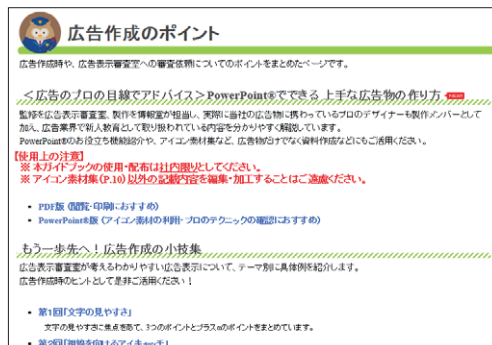 広告作成のポイント
広告作成時や、広告表示審査室への審査依頼についてのポイントをまとめたページです。
＜広告のプロの目線でアドバイス＞PowerPoint®でできる 上手な広告物の作り方
監修を広告表示審査室、製作を情報室が担当し、実際に当社の広告物に携わっているプロのデザイナーも製作メンバーとして
加え、広告業界で新人教育として取り扱われている内容を分かりやすく解説しています。
PowerPoint®のお役立ち機能紹介や、アイコン素材集など、広告物だけでなく資料作成などにもご活用ください。
【使用上の注意】
※ 本ガイドブックの使用・配布は社内限りとしてください。
※ アイコン素材集(P.10)以外の記載内容を編集・加工することはご遠慮ください。
• PDF版（閲覧・印刷におすすめ）
• PowerPoint®版（アイコン素材の利用・プロのテクニックの確認におすすめ）
もう一歩先へ！広告作成の小技集
広告表示審査室が考えるわかりやすい広告表示について、テーマ別に具体例を紹介します。
広告作成時のヒントとして是非ご活用ください！
• 第1回「文字の見やすさ」
文字の見やすさに焦点をあて、3つのポイントとプラスαのポイントをまとめています。
• 第2回「視線を向けるアイキャッチ」